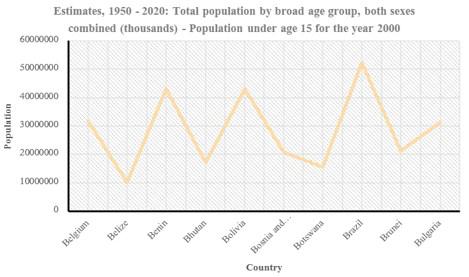 Estimates, 1950 - 2020: Total population by broad age group, both sexes
combined (thousands) - Population under age 15 for the year 2000
60000000
50000000
40000000
30000000
20000000
10000000
0
Population
Belgium
Belize
Benin
Bhutan
Bolivia
Bosnia and...
Botswana
Brazil
Brunei
Bulgaria
Country